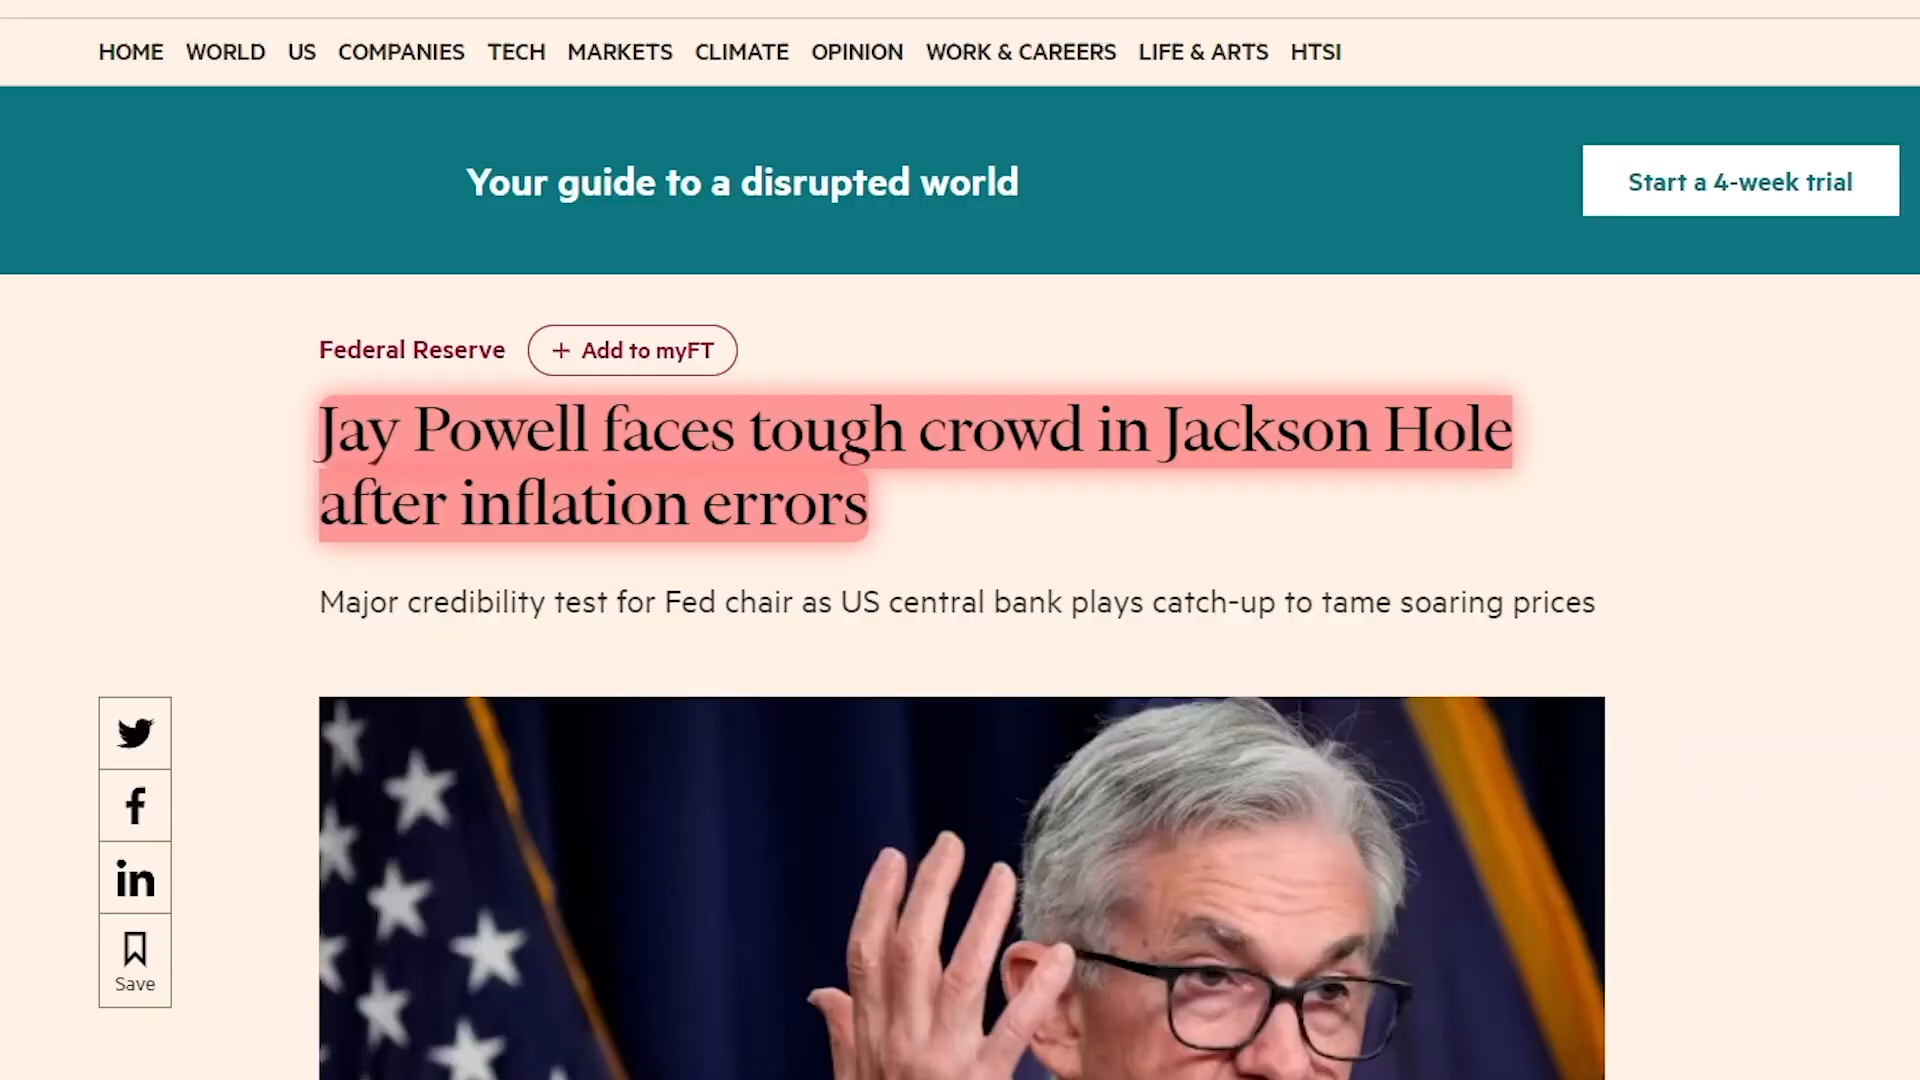 HOME WORLD US COMPANIES TECH MARKETS CLIMATE OPINION WORK & CAREERS LIFE & ARTS HTSI
Your guide to a disrupted world
Start a 4-week trial
Federal Reserve + Add to myFT
Jay Powell faces tough crowd in Jackson Hole
after inflation errors
Major credibility test for Fed chair as US central bank plays catch-up to tame soaring prices
Save